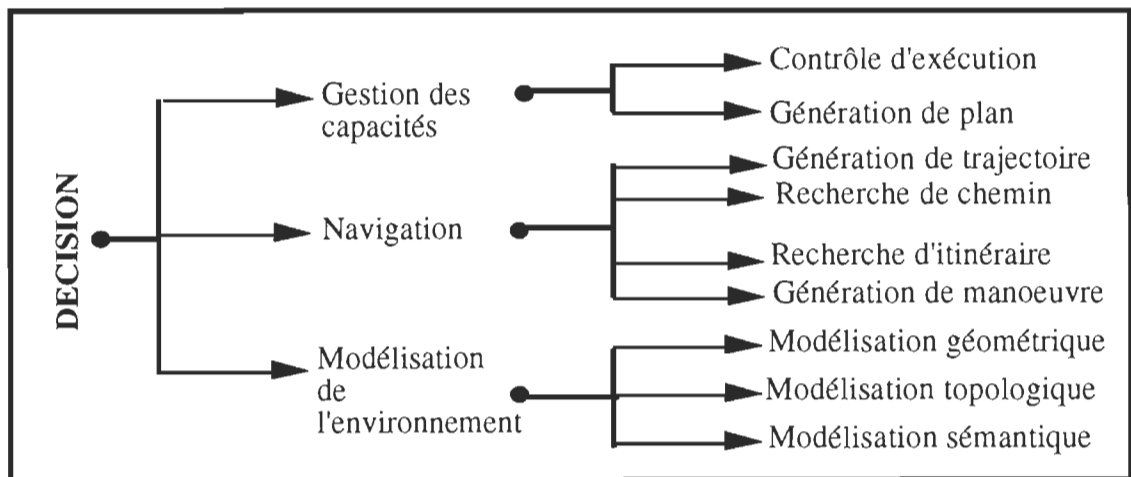 DECISION
Gestion des
capacités
Contrôle d'exécution
Génération de plan
Navigation
Génération de trajectoire
Recherche de chemin
Recherche d'itinéraire
Génération de manoeuvre
Modélisation
de
l'environnement
Modélisation géométrique
Modélisation topologique
Modélisation sémantique